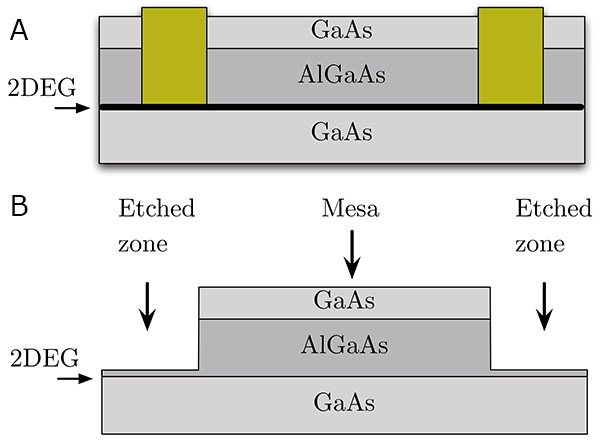 A
GaAs
AlGaAs
2DEG
GaAs
B
Etched
zone
Mesa
Etched
zone
GaAs
AlGaAs
2DEG
GaAs